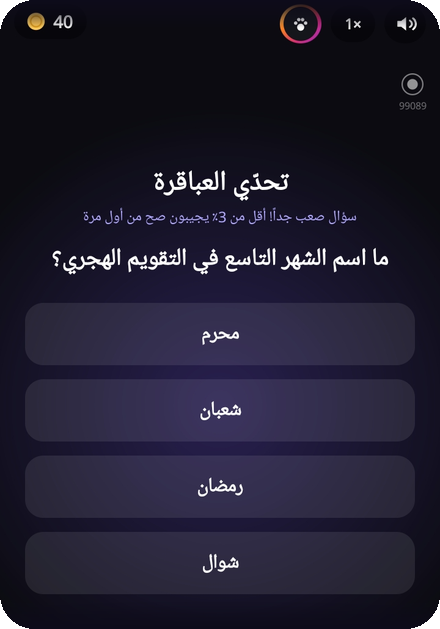 40
1×
99089
تحدّي العباقرة
سؤال صعب جداً! أقل من 3٪ يجيبون صح من أول مرة
ما اسم الشهر التاسع في التقويم الهجري؟
محرم
شعبان
رمضان
شوال